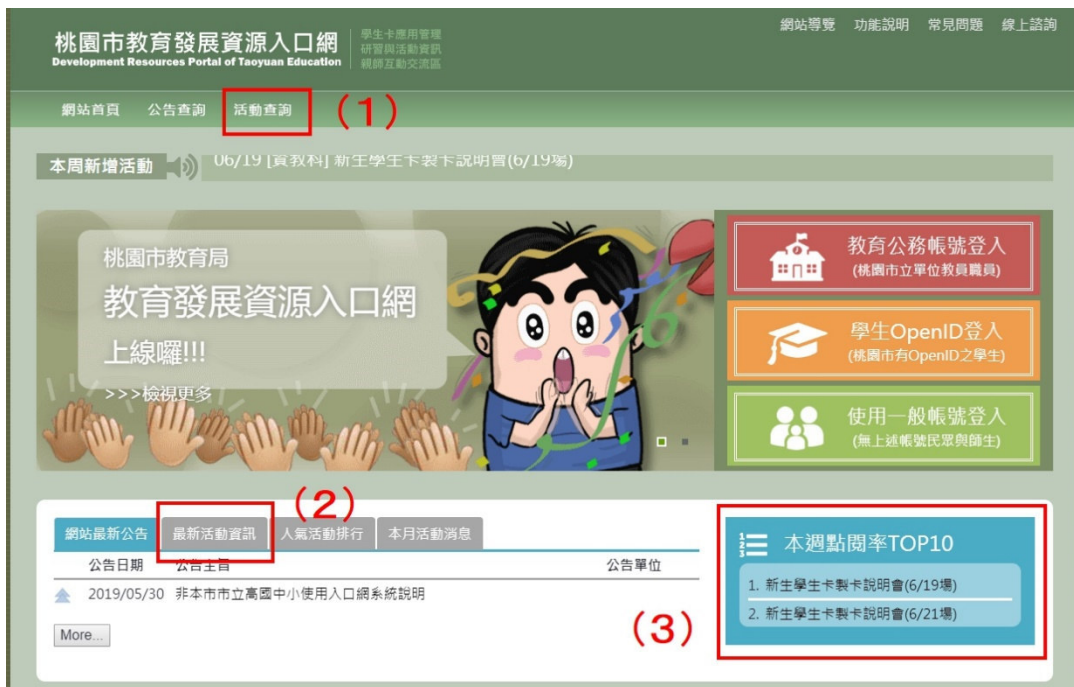 網站導覽 功能說明 常見問題 線上諮詢
桃園市教育發展資源入口網
Development Resources Portal of Taoyuan Education
學生卡應用管理
研習與活動資訊
親師互動交流區
網站首頁 公告查詢 活動查詢 (1)
本周新增活動 06/19 [資教科] 新生學生卡製卡說明會(6/19場)
桃園市教育局
教育發展資源入口網
上線囉!!!
>>>檢視更多
教育公務帳號登入
(桃園市立單位教員職員)
學生OpenID登入
(桃園市有OpenID之學生)
使用一般帳號登入
(無上述帳號民眾與師生)
(2)
網站最新公告 最新活動資訊 人氣活動排行 本月活動消息
公告日期 公告主旨 公告單位
2019/05/30 非本市市立高國中小使用入口網系統說明
More...
(3)
本週點閱率TOP10
1. 新生學生卡製卡說明會(6/19場)
2. 新生學生卡製卡說明會(6/21場)